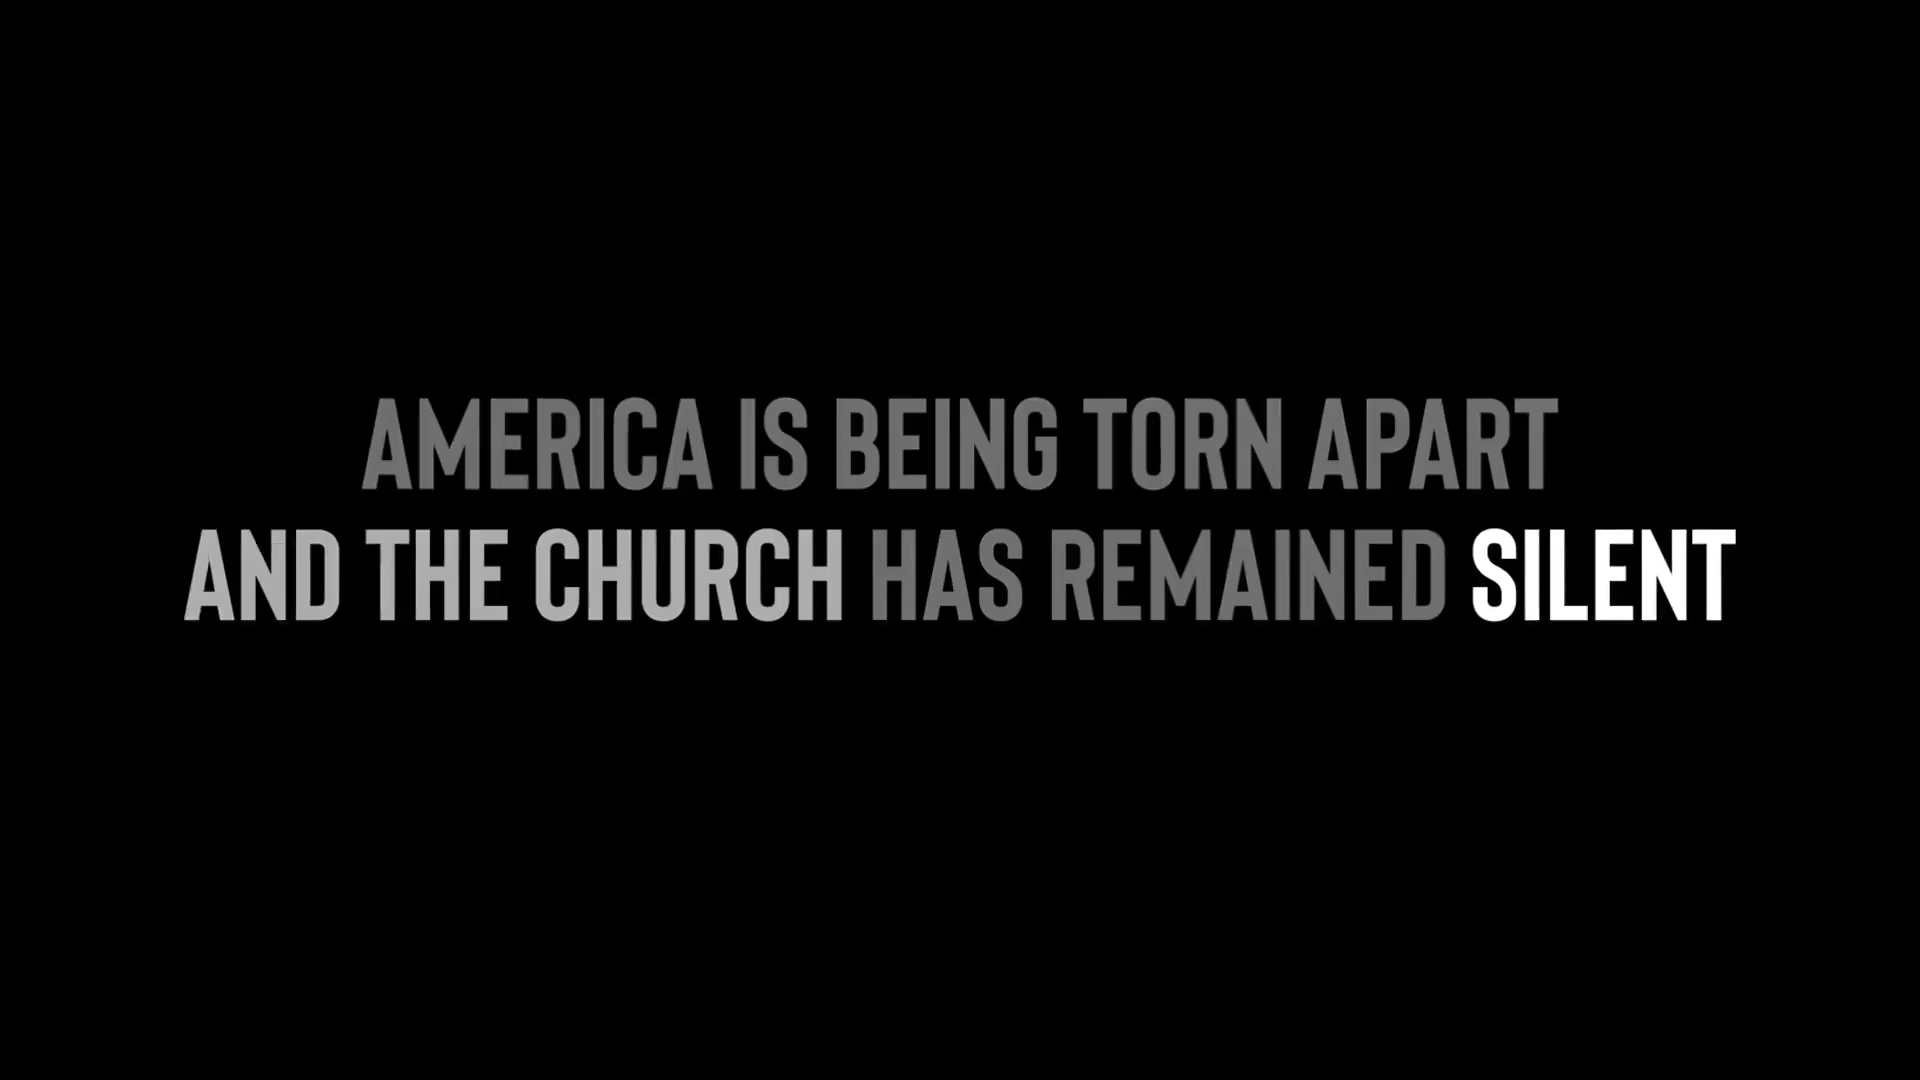 AMERICA IS BEING TORN APART
AND THE CHURCH HAS REMAINED SILENT